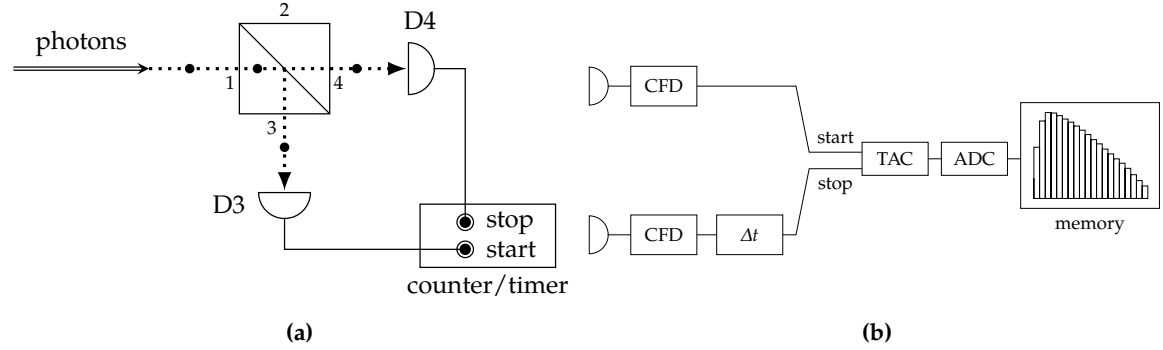 photons
2
1
4
3
D4
D3
stop
start
counter/timer
(a)
CFD
start
TAC
ADC
stop
CFD
Δt
memory
(b)